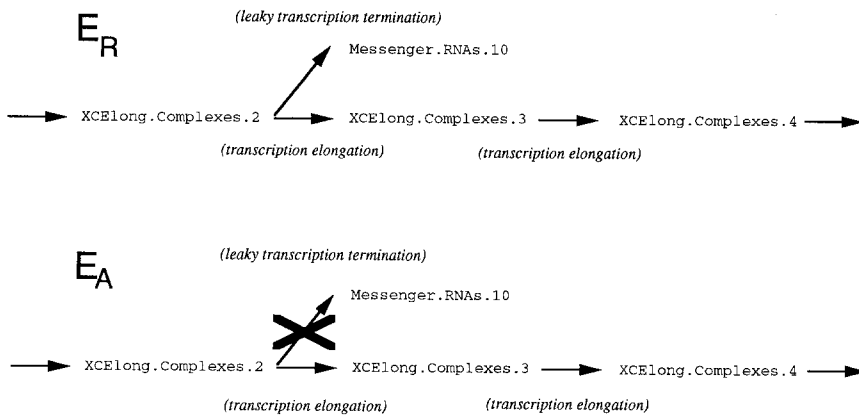 (leaky transcription termination)
E_R
Messenger.RNAs.10
XCElong.Complexes.2 XCElong.Complexes.3 XCElong.Complexes.4
(transcription elongation) (transcription elongation)
(leaky transcription termination)
E_A
Messenger.RNAs.10
XCElong.Complexes.2 XCElong.Complexes.3 XCElong.Complexes.4
(transcription elongation) (transcription elongation)